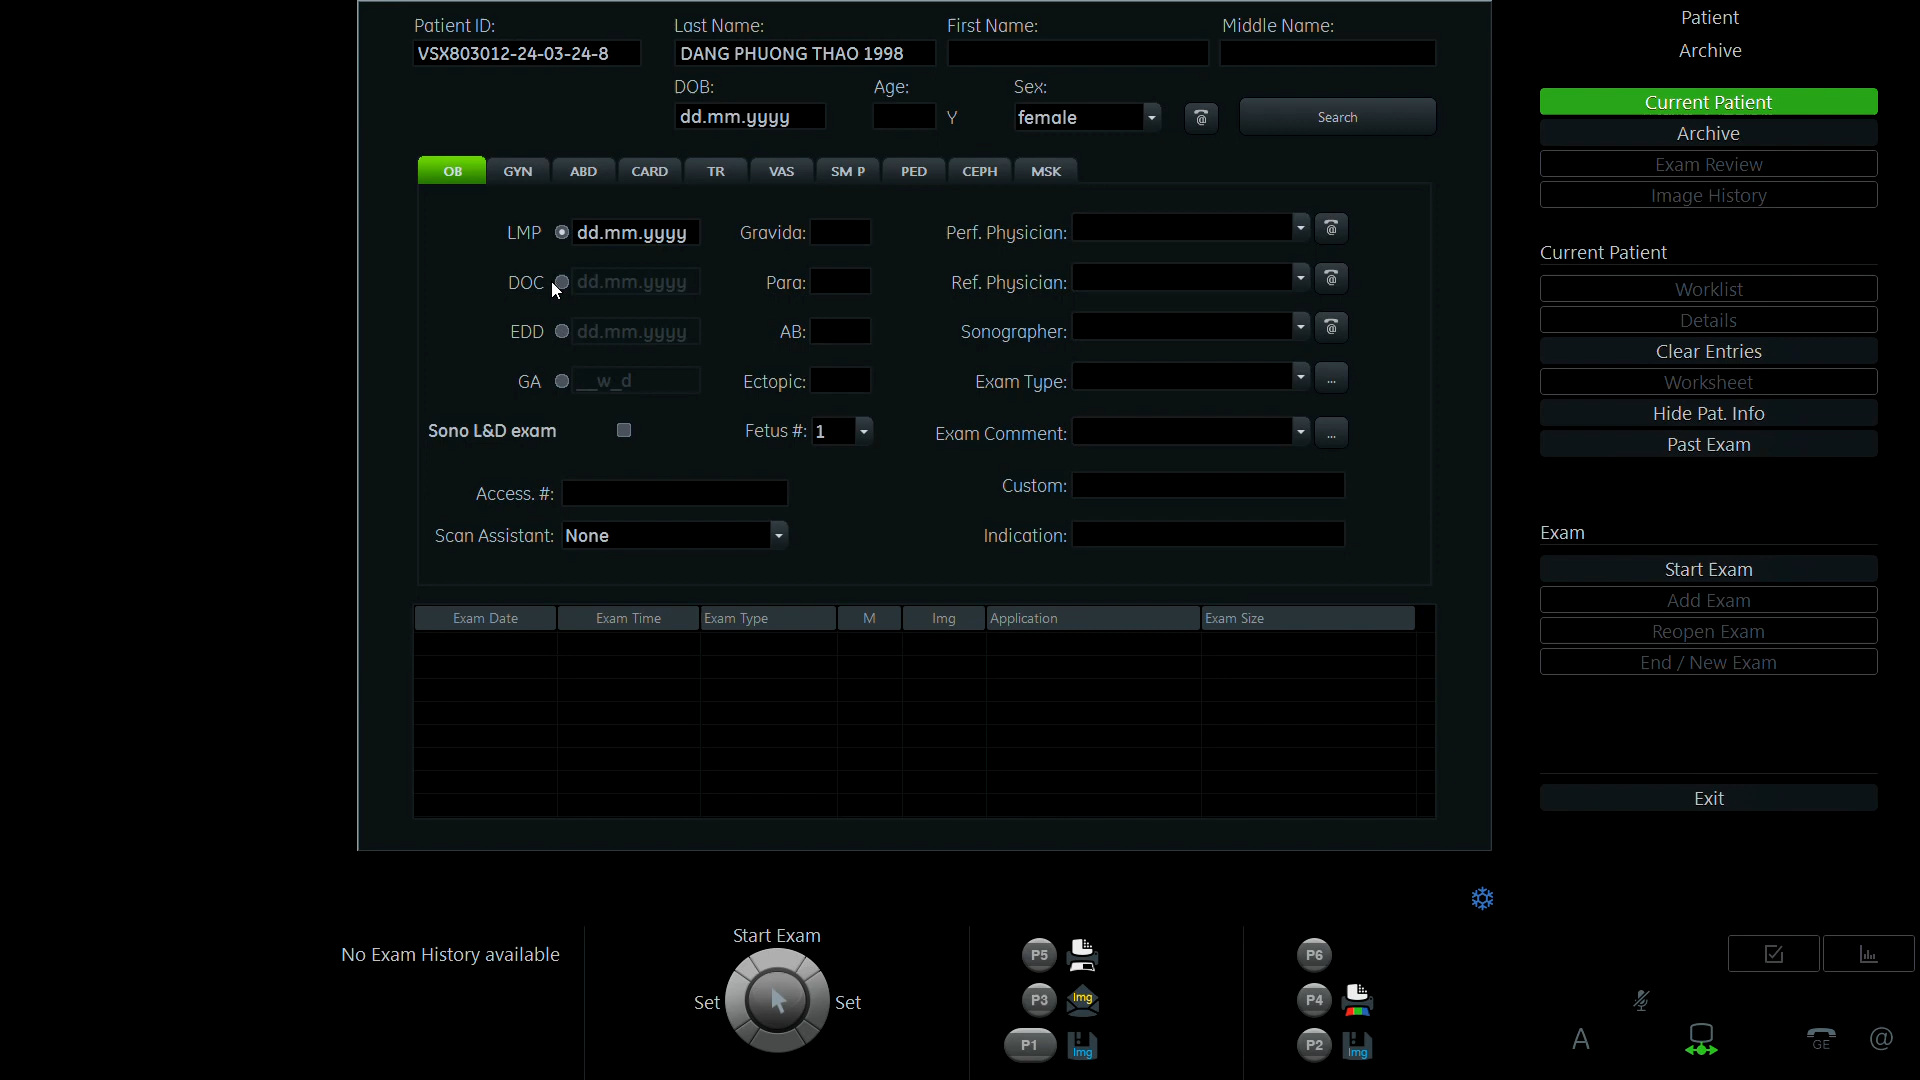 Patient ID: Last Name: First Name: Middle Name:
VSX803012-24-03-24-8 DANG PHUONG THAO 1998
DOB: Age: Sex:
dd.mm.yyyy Y female @ Search
OB GYN ABD CARD TR VAS SM P PED CEPH MSK
LMP dd.mm.yyyy Gravida: Perf. Physician: @
DOC dd.mm.yyyy Para: Ref. Physician: @
EDD dd.mm.yyyy AB: Sonographer: @
GA __w_d Ectopic: Exam Type: ...
Sono L&D exam Fetus #: 1 Exam Comment: ...
Access. #: Custom:
Scan Assistant: None Indication:
Exam Date Exam Time Exam Type M Img Application Exam Size
Patient
Archive
Current Patient
Archive
Exam Review
Image History
Current Patient
Worklist
Details
Clear Entries
Worksheet
Hide Pat. Info
Past Exam
Exam
Start Exam
Add Exam
Reopen Exam
End / New Exam
Exit
No Exam History available
Start Exam
Set Set
P5 P6
P3 Img P4
P1 Img P2 Img
A GE @